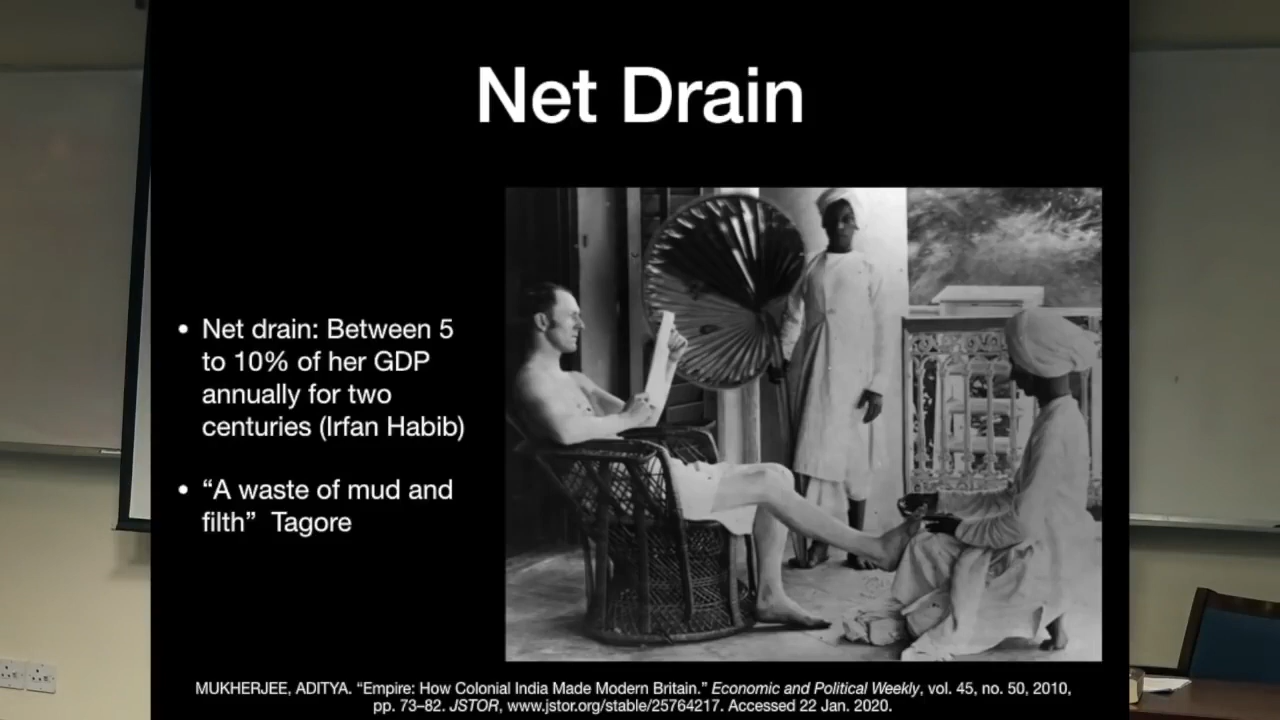 Net Drain
• Net drain: Between 5
to 10% of her GDP
annually for two
centuries (Irfan Habib)
• “A waste of mud and
filth”  Tagore
MUKHERJEE, ADITYA. “Empire: How Colonial India Made Modern Britain.” Economic and Political Weekly, vol. 45, no. 50, 2010,
pp. 73–82. JSTOR, www.jstor.org/stable/25764217. Accessed 22 Jan. 2020.